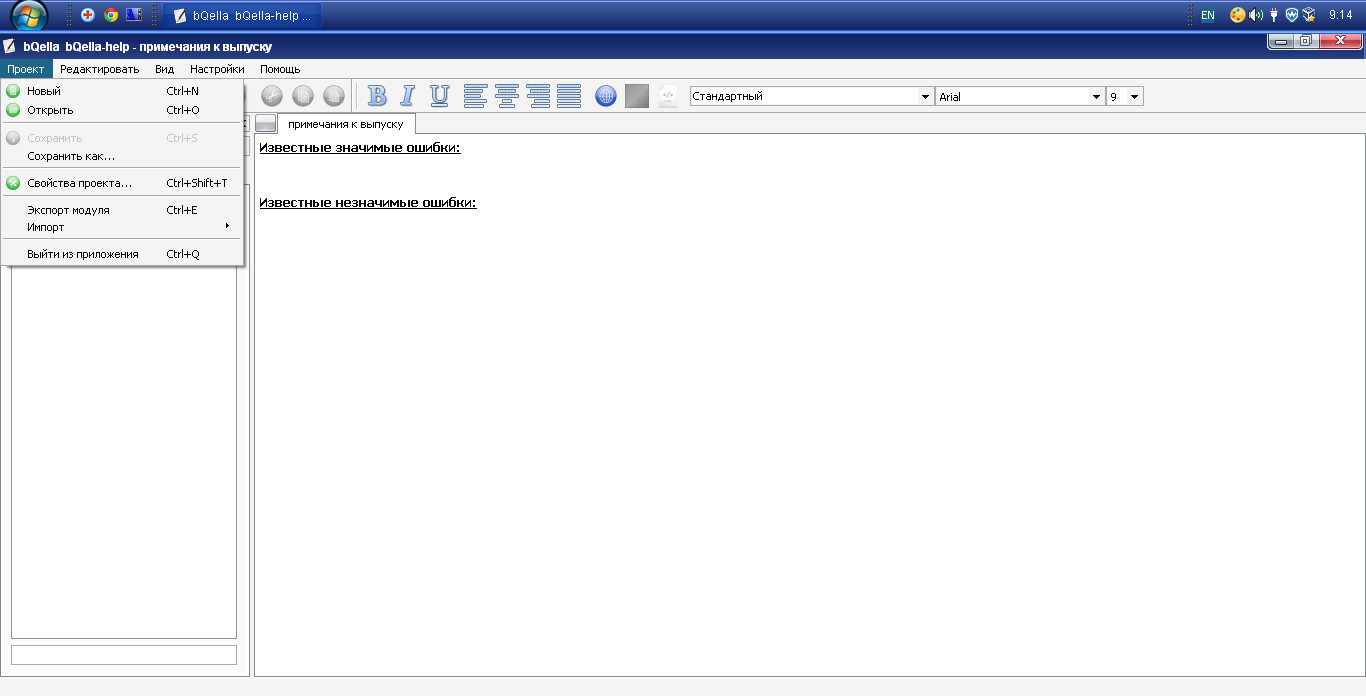 bQella bQella-help ...
EN
9:14
bQella bQella-help - примечания к выпуску
Проект Редактировать Вид Настройки Помощь
Новый Ctrl+N
Открыть Ctrl+O
Сохранить Ctrl+S
Сохранить как...
Свойства проекта... Ctrl+Shift+T
Экспорт модуля Ctrl+E
Импорт
Выйти из приложения Ctrl+Q
B I U
Стандартный
Arial
9
примечания к выпуску
Известные значимые ошибки:
Известные незначимые ошибки: